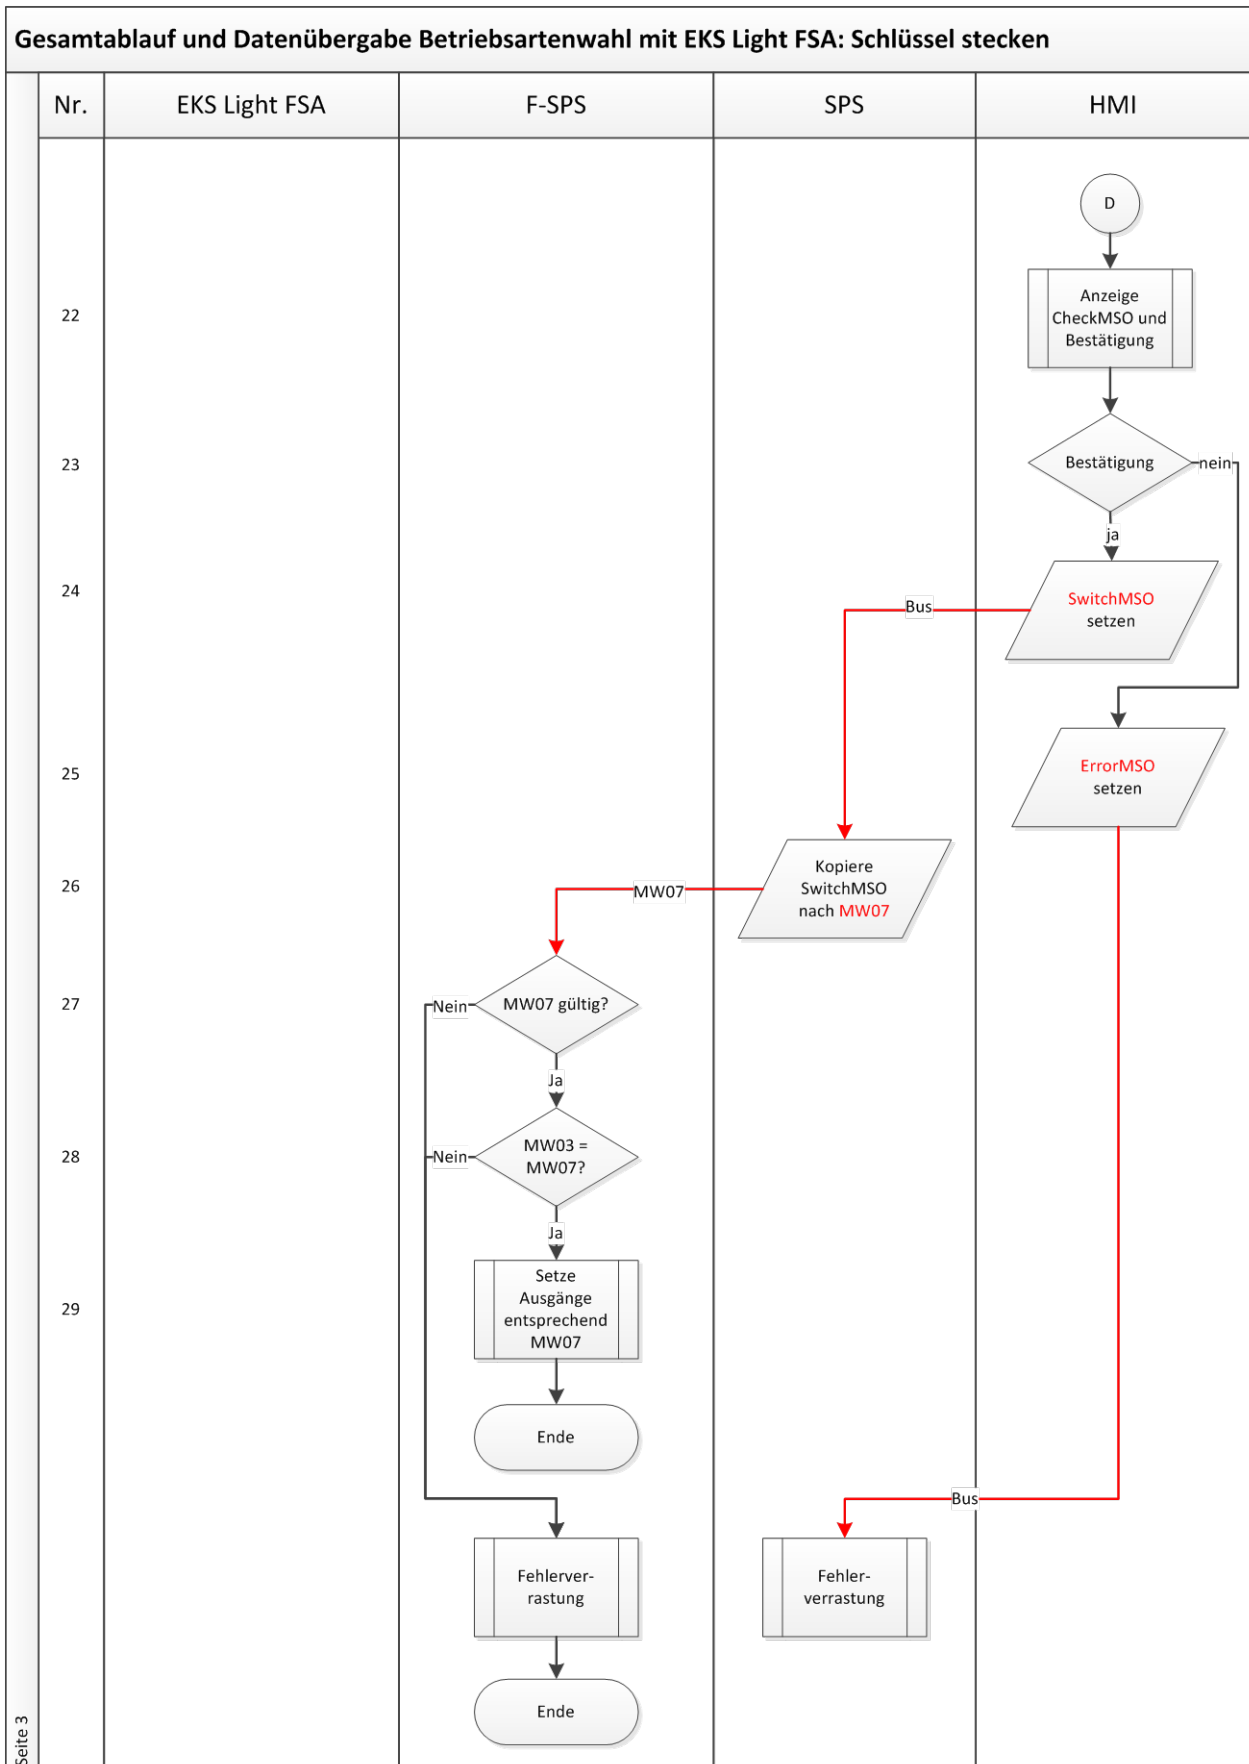 Gesamtablauf und Datenübergabe Betriebsartenwahl mit EKS Light FSA: Schlüssel stecken
Nr.
EKS Light FSA
F-SPS
SPS
HMI
D
22
Anzeige
CheckMSO und
Bestätigung
23
Bestätigung
nein
ja
24
SwitchMSO
setzen
Bus
25
ErrorMSO
setzen
26
Kopiere
SwitchMSO
nach MW07
MW07
27
MW07 gültig?
Nein
Ja
28
MW03 =
MW07?
Nein
Ja
29
Setze
Ausgänge
entsprechend
MW07
Ende
Bus
Fehlerver-
rastung
Fehler-
verrastung
Ende
Seite 3